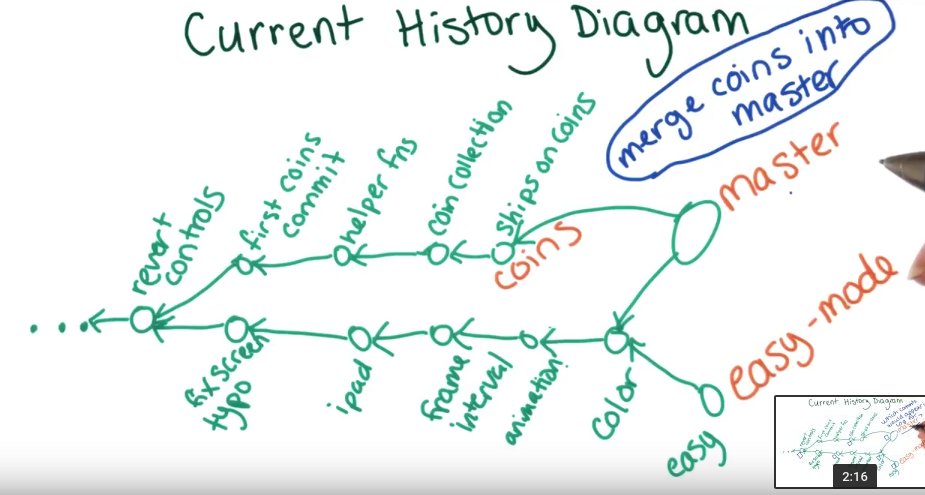 Current History Diagram
merge coins into
master
master
revert
controls
first coins
commit
helper fns
coin collection
ships on coins
coins
fix screen
typo
ipad
frame
interval
animation
color
easy
easy-mode
Current History Diagram
2:16